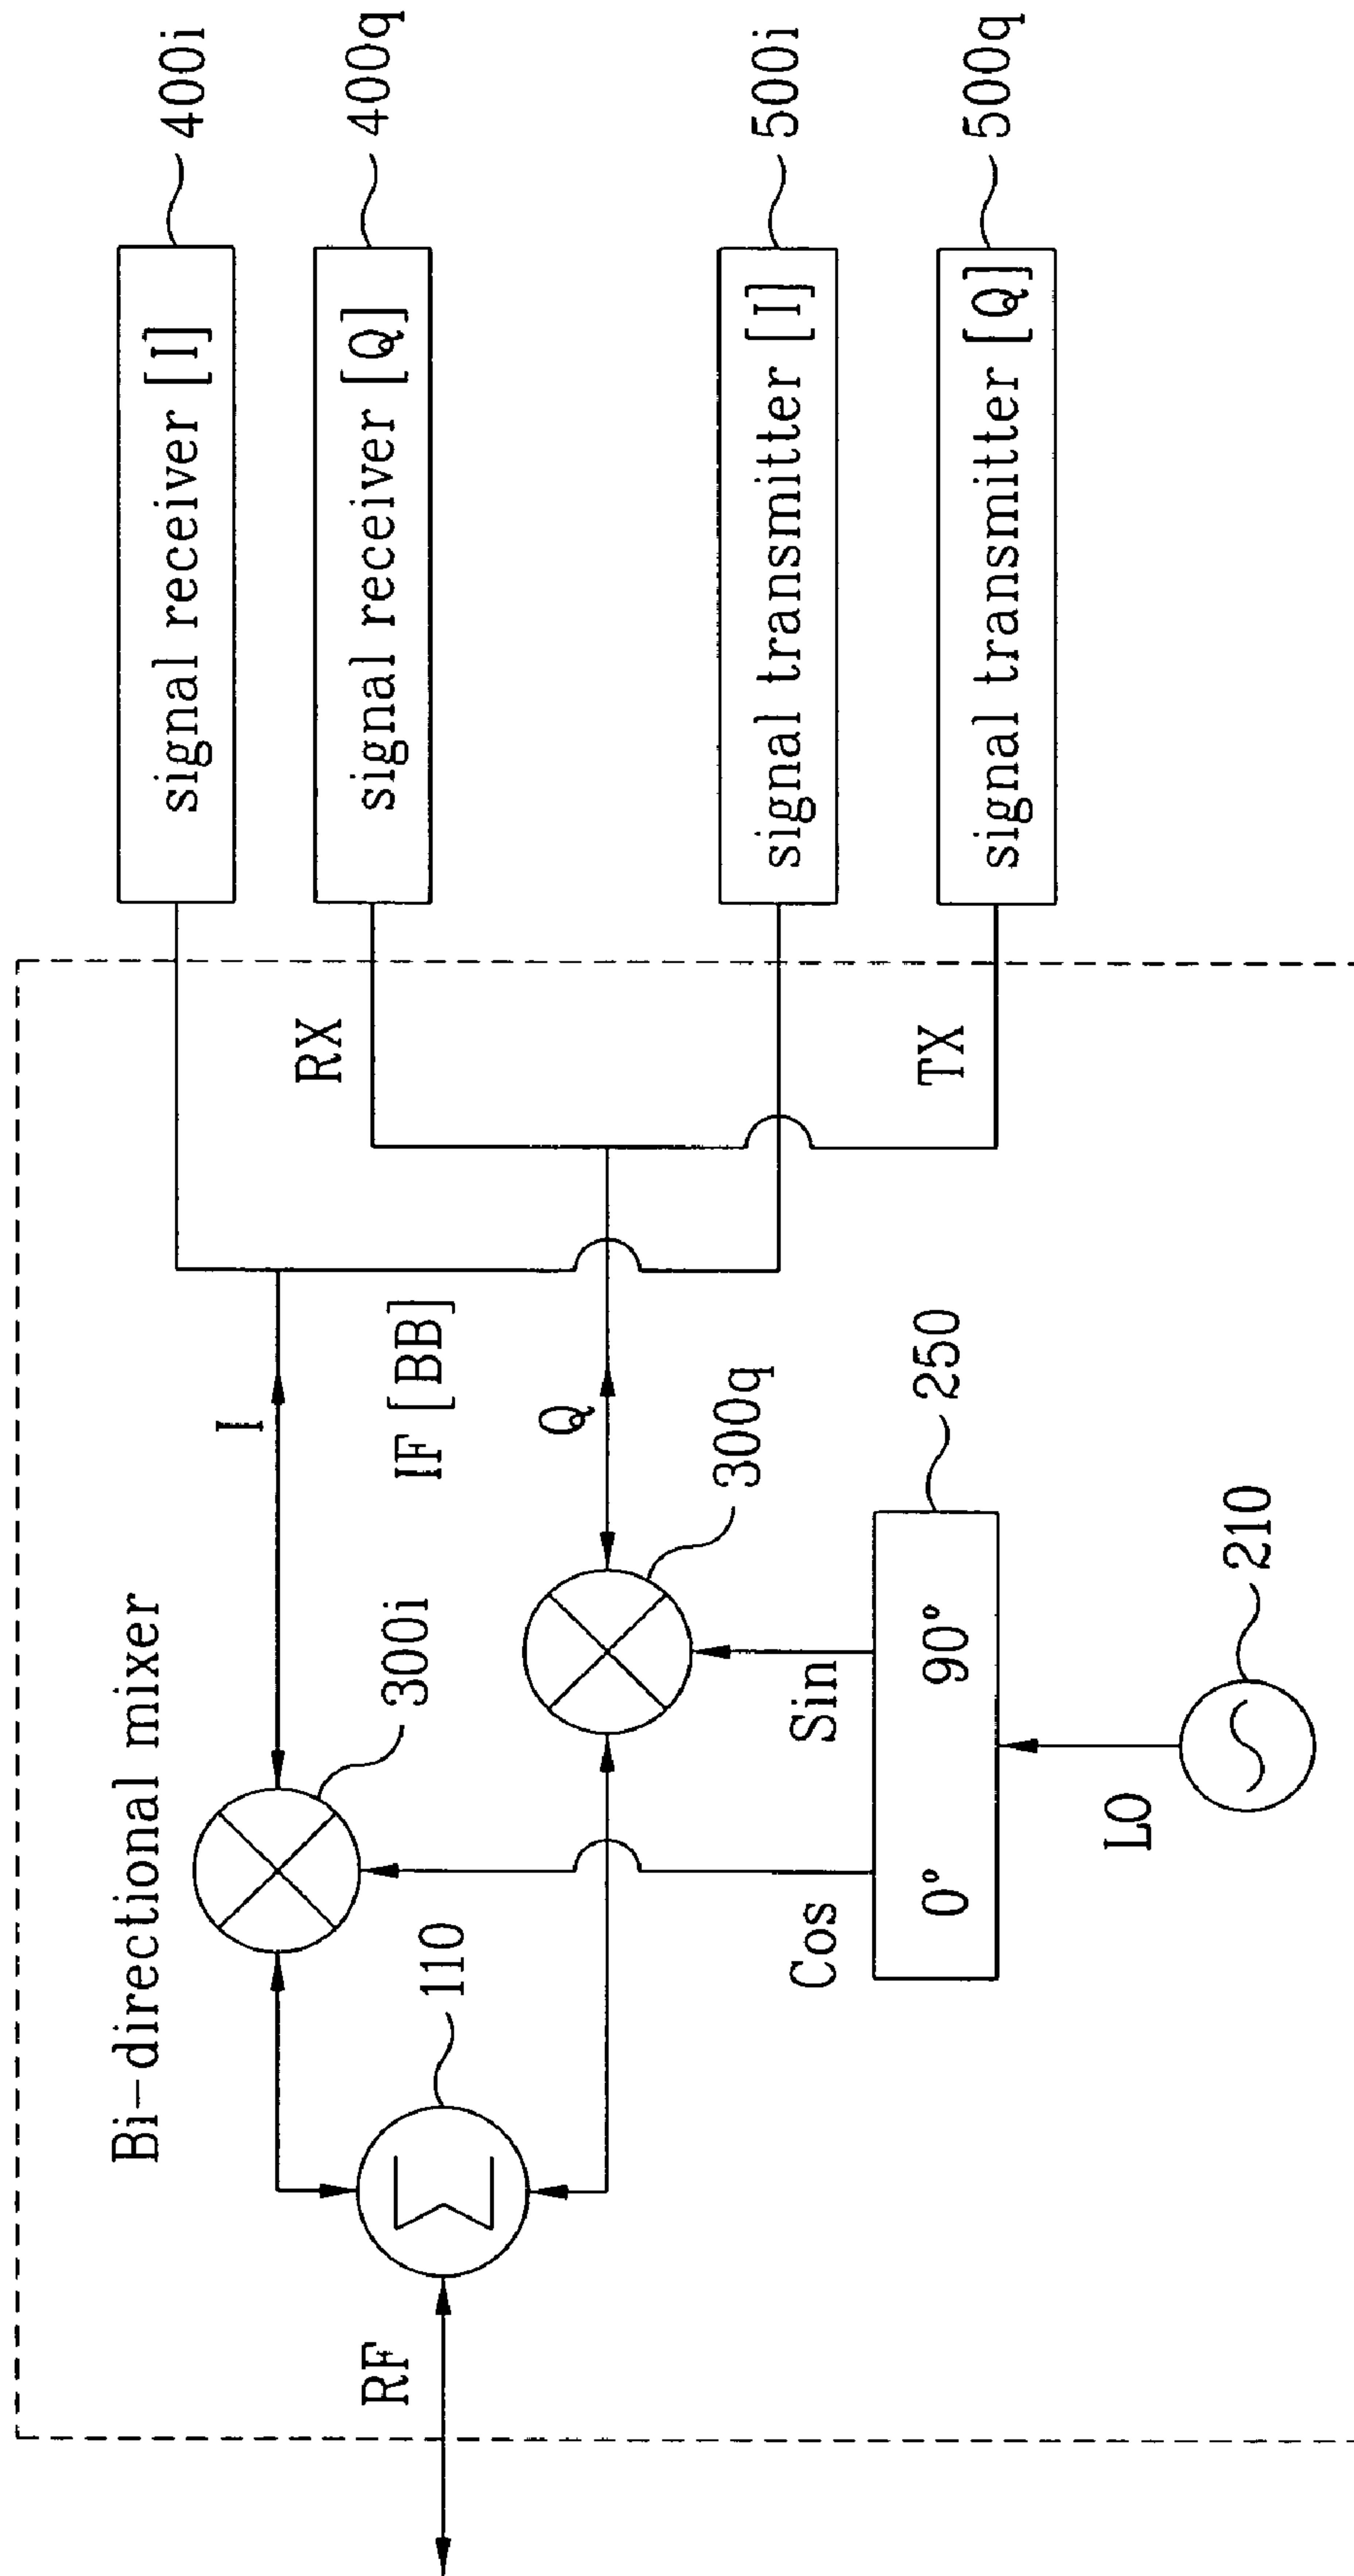 Bi-directional mixer
RF
Σ
110
300i
I
IF [BB]
Q
300q
Cos
Sin
0°
90°
250
LO
210
RX
TX
signal receiver [I]
400i
signal receiver [Q]
400q
signal transmitter [I]
500i
signal transmitter [Q]
500q